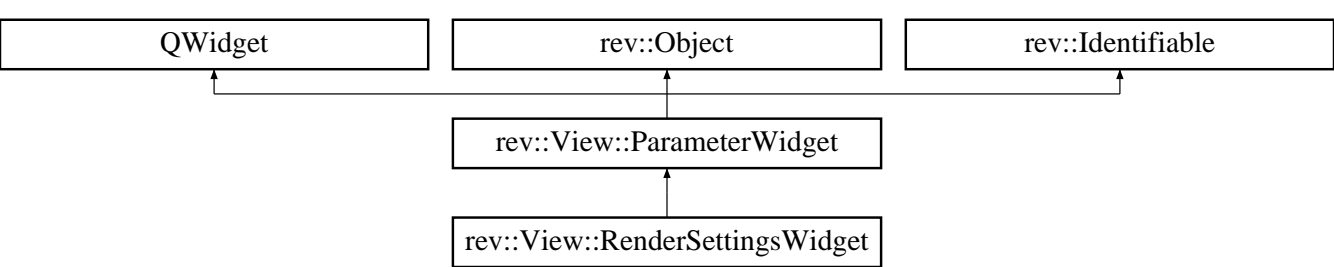 QWidget
rev::Object
rev::Identifiable
rev::View::ParameterWidget
rev::View::RenderSettingsWidget